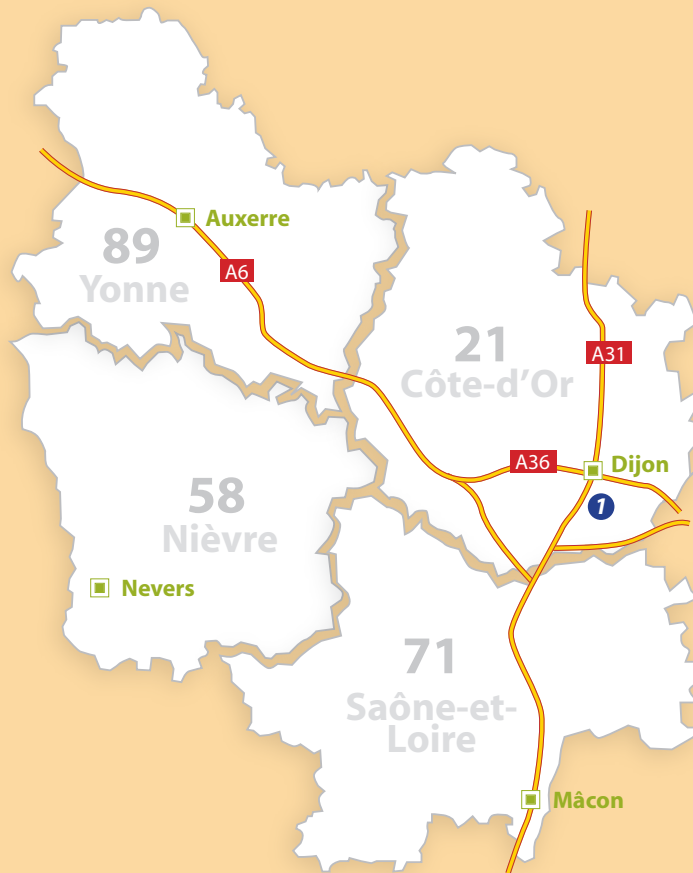 Auxerre
89
Yonne
A6
21
Côte-d'Or
A31
A36
Dijon
1
58
Nièvre
Nevers
71
Saône-et-
Loire
Mâcon